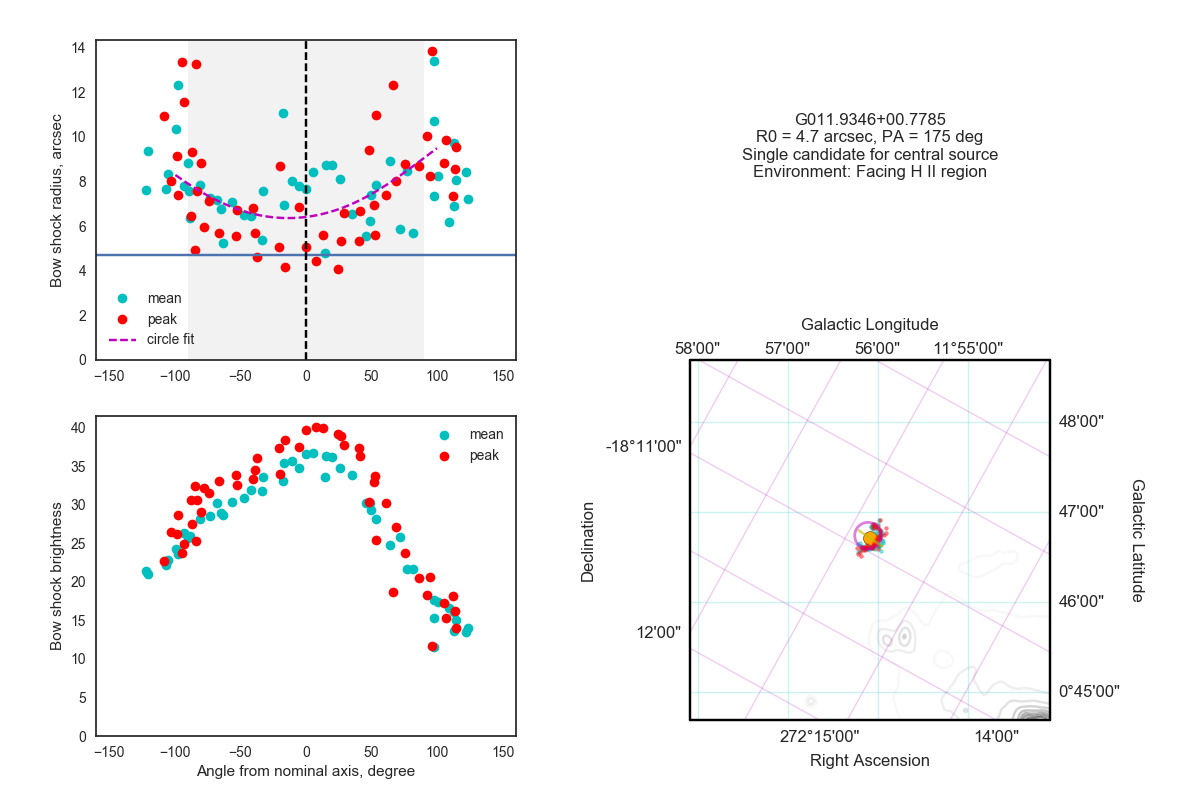 14
12
10
8
6
4
2
0
Bow shock radius, arcsec
mean
peak
circle fit
−150
−100
−50
0
50
100
150
40
35
30
25
20
15
10
5
0
Bow shock brightness
mean
peak
−150
−100
−50
0
50
100
150
Angle from nominal axis, degree
G011.9346+00.7785
R0 = 4.7 arcsec, PA = 175 deg
Single candidate for central source
Environment: Facing H II region
Galactic Longitude
58'00"
57'00"
56'00"
11°55'00"
-18°11'00"
12'00"
Declination
48'00"
47'00"
46'00"
0°45'00"
Galactic Latitude
272°15'00"
14'00"
Right Ascension